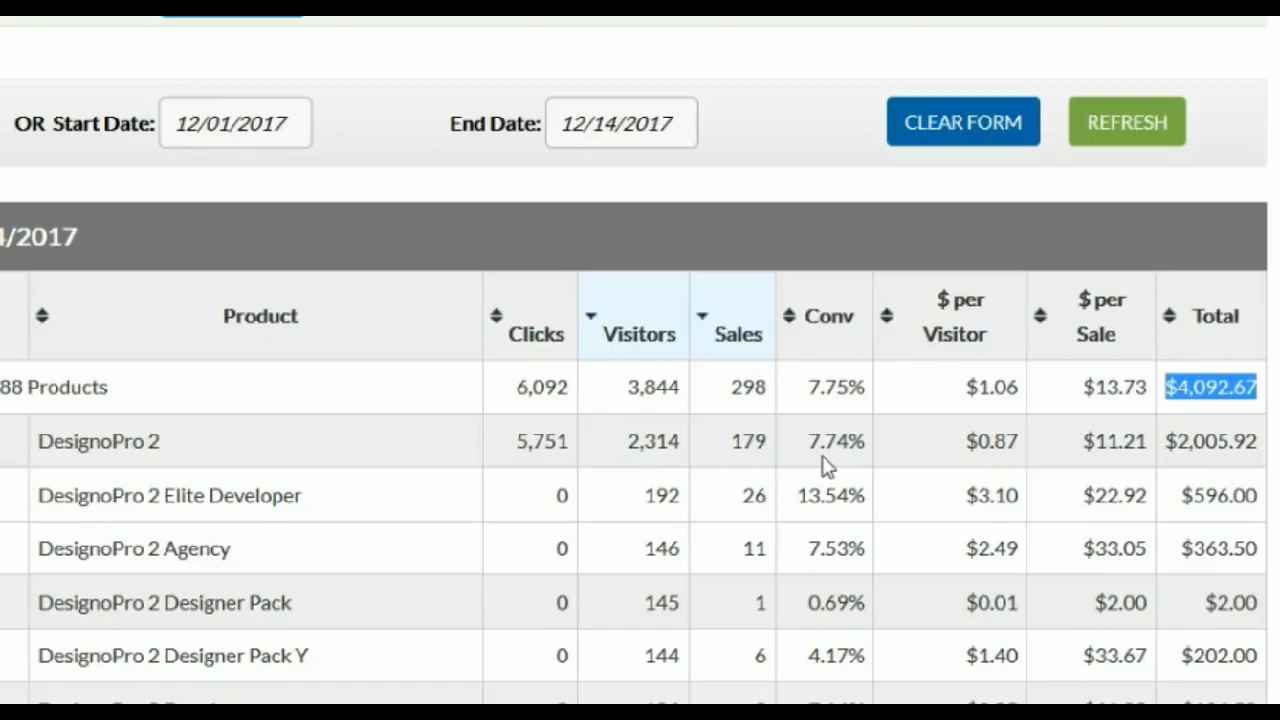 OR Start Date: 12/01/2017 End Date: 12/14/2017 CLEAR FORM REFRESH
4/2017
Product Clicks Visitors Sales Conv $ per Visitor $ per Sale Total
88 Products 6,092 3,844 298 7.75% $1.06 $13.73 $4,092.67
DesignoPro 2 5,751 2,314 179 7.74% $0.87 $11.21 $2,005.92
DesignoPro 2 Elite Developer 0 192 26 13.54% $3.10 $22.92 $596.00
DesignoPro 2 Agency 0 146 11 7.53% $2.49 $33.05 $363.50
DesignoPro 2 Designer Pack 0 145 1 0.69% $0.01 $2.00 $2.00
DesignoPro 2 Designer Pack Y 0 144 6 4.17% $1.40 $33.67 $202.00